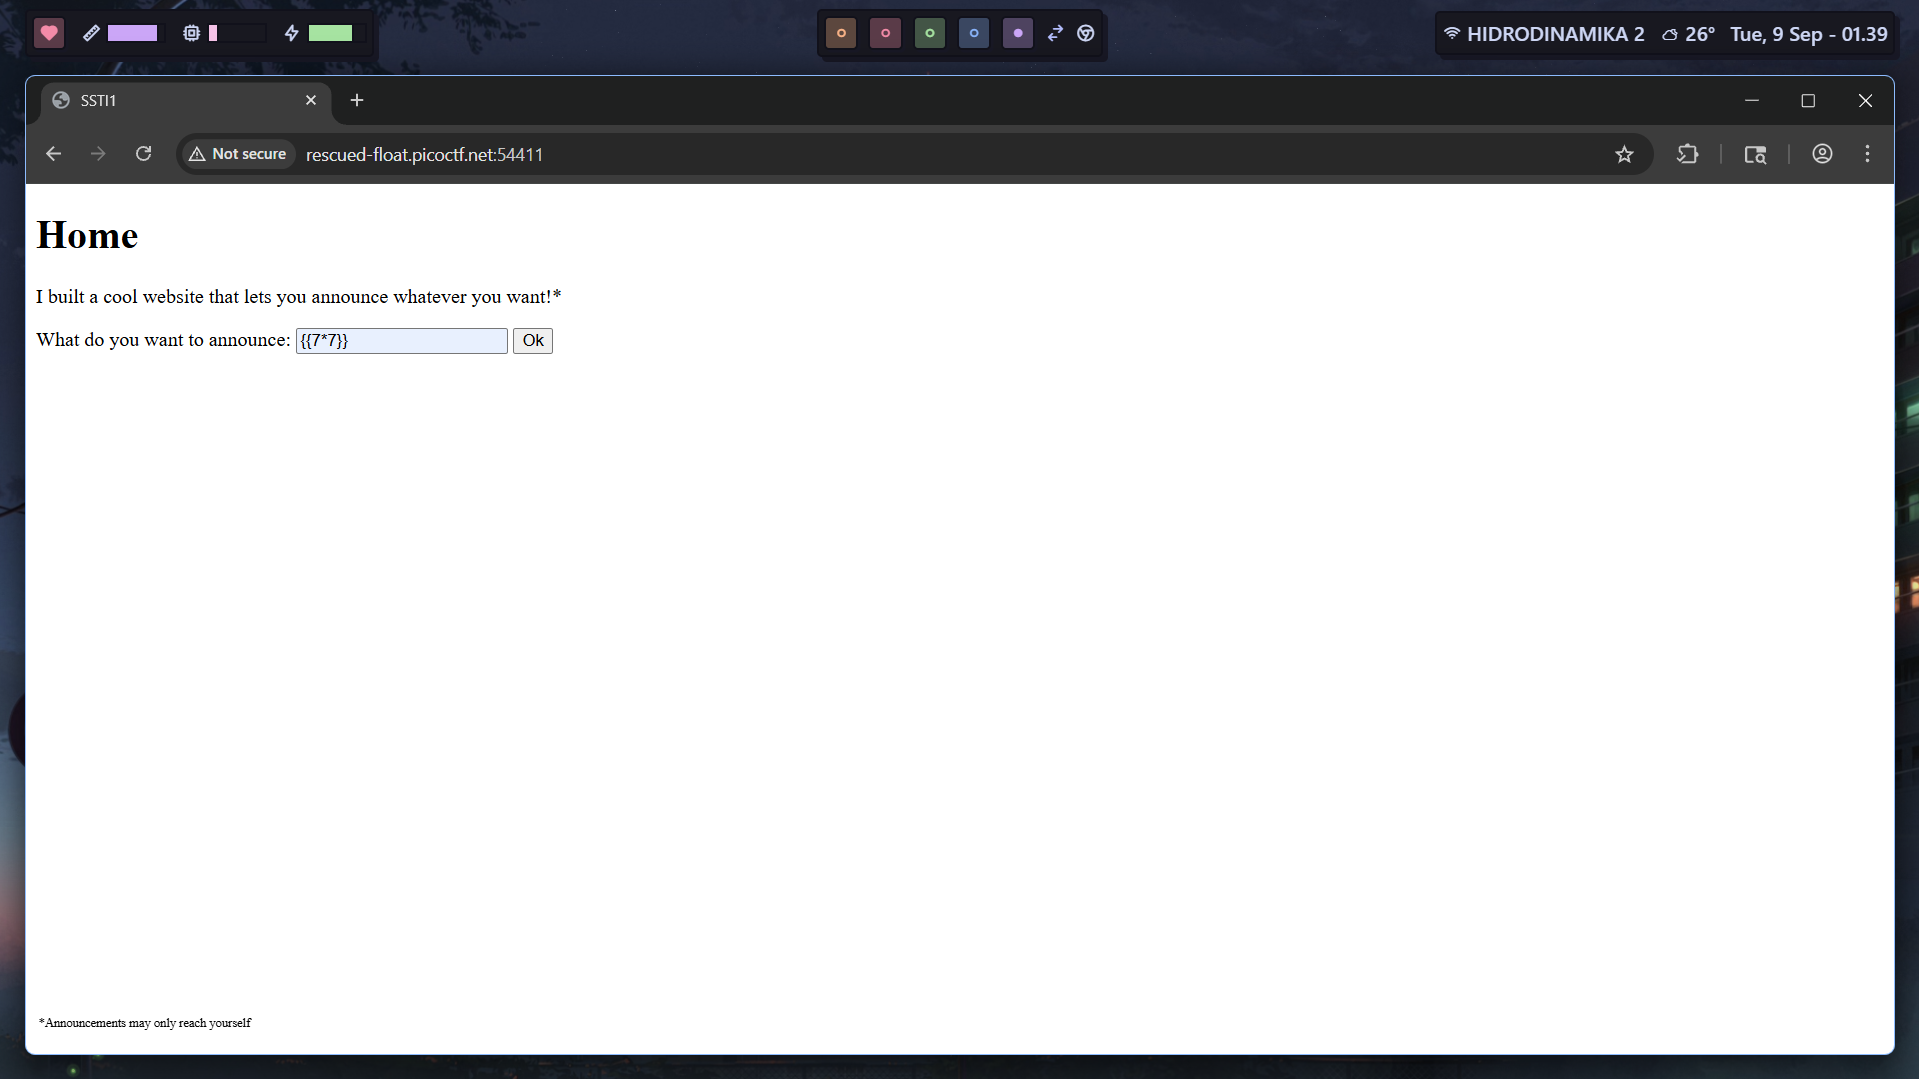 HIDRODINAMIKA 2 26° Tue, 9 Sep - 01.39
SSTI1
Not secure rescued-float.picoctf.net:54411
Home
I built a cool website that lets you announce whatever you want!*
What do you want to announce: {{7*7}} Ok
*Announcements may only reach yourself